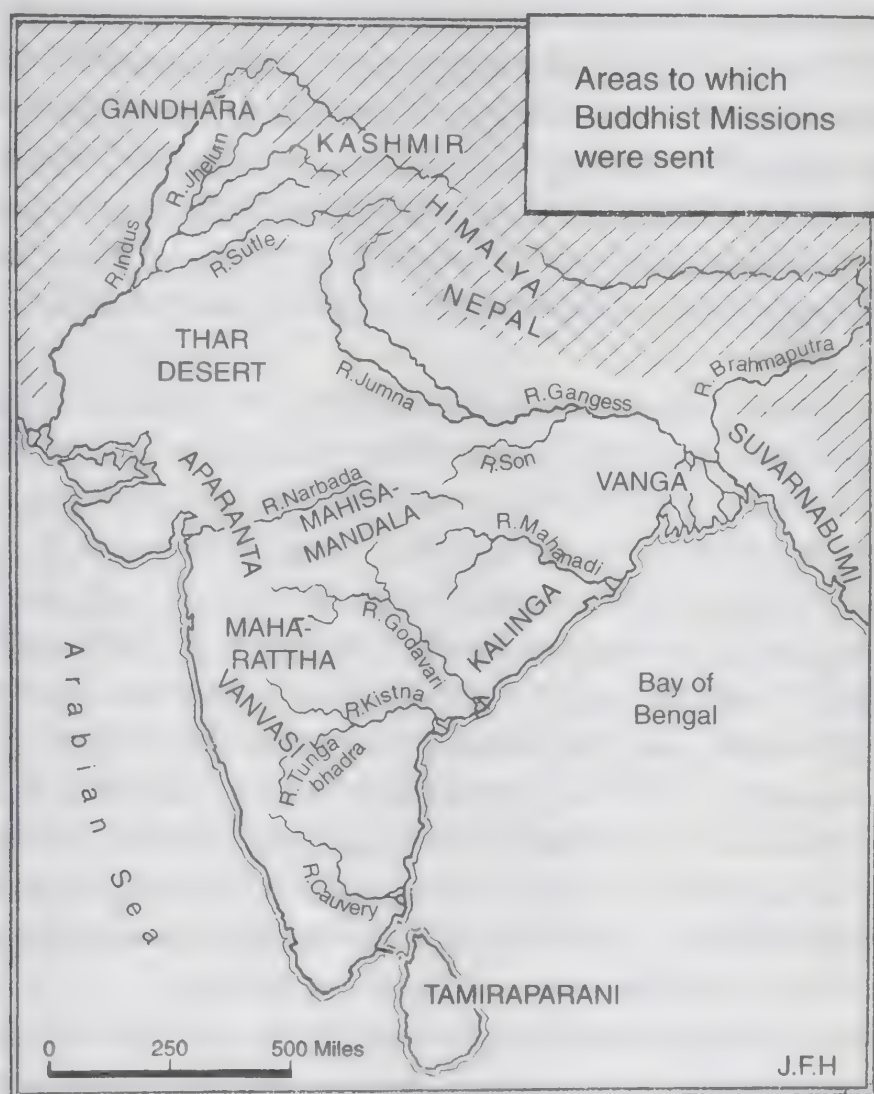 Areas to which
Buddhist Missions
were sent
GANDHARA
KASHMIR
R.Jhelum
R.Indus
R.Sutle
HIMALYA
NEPAL
THAR
DESERT
R.Jumna
R.Gangess
R. Brahmaputra
R.Son
VANGA
SUVARNABUMI
APARANTA
R.Narbada
MAHISA-
MANDALA
R.Mahanadi
MAHA-
RATTHA
R.Godavari
KALINGA
VANVASI
R.Kistna
R.Tunga
bhadra
Bay of
Bengal
Arabian Sea
R.Cauvery
TAMIRAPARANI
0 250 500 Miles
J.F.H